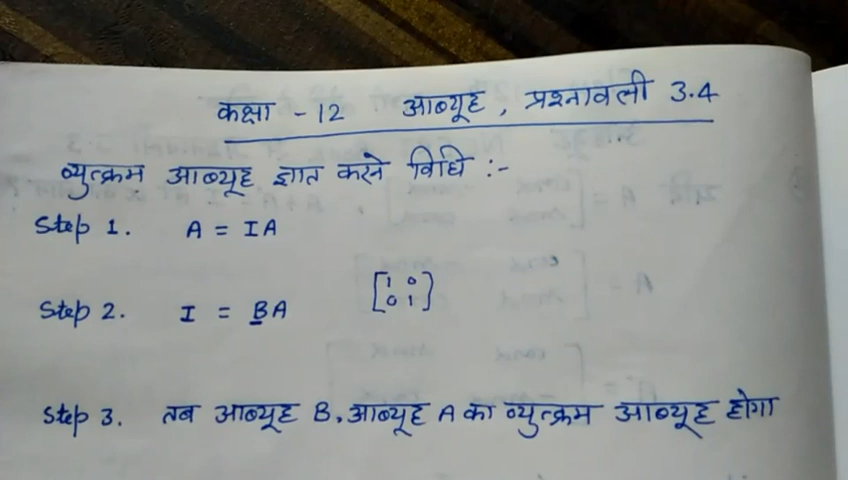 कक्षा - 12 आव्यूह, प्रश्नावली 3.4
व्युत्क्रम आव्यूह ज्ञात करने विधि :-
Step 1. A = IA
Step 2. I = BA [1 0
0 1]
Step 3. तब आव्यूह B, आव्यूह A का व्युत्क्रम आव्यूह होगा